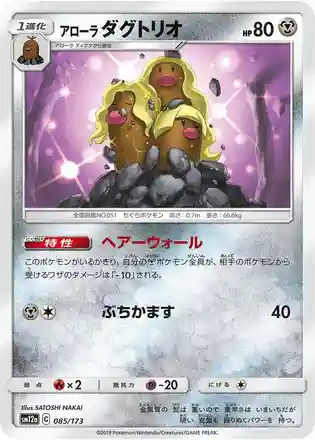 1進化
アローラ ダグトリオ
HP80
アローラ ディグダから進化
全国図鑑NO.051 もぐらポケモン 高さ：0.7m 重さ：66.6kg
特性 ヘアーウォール
このポケモンがいるかぎり、自分のポケモン全員が、相手のポケモンから
受けるワザのダメージは「-10」される。
ぶちかます 40
弱点 ×2 抵抗力 -20 にげる
Illus. SATOSHI NAKAI
sm12a C 085/173
©2019 Pokémon/Nintendo/Creatures/GAME FREAK.